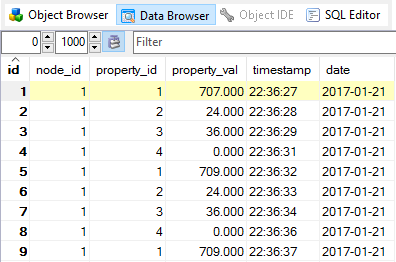 Object Browser Data Browser Object IDE SQL Editor
0 1000 Filter
id node_id property_id property_val timestamp date
1 1 1 707.000 22:36:27 2017-01-21
2 1 2 24.000 22:36:28 2017-01-21
3 1 3 36.000 22:36:29 2017-01-21
4 1 4 0.000 22:36:31 2017-01-21
5 1 1 709.000 22:36:32 2017-01-21
6 1 2 24.000 22:36:33 2017-01-21
7 1 3 36.000 22:36:34 2017-01-21
8 1 4 0.000 22:36:36 2017-01-21
9 1 1 709.000 22:36:37 2017-01-21